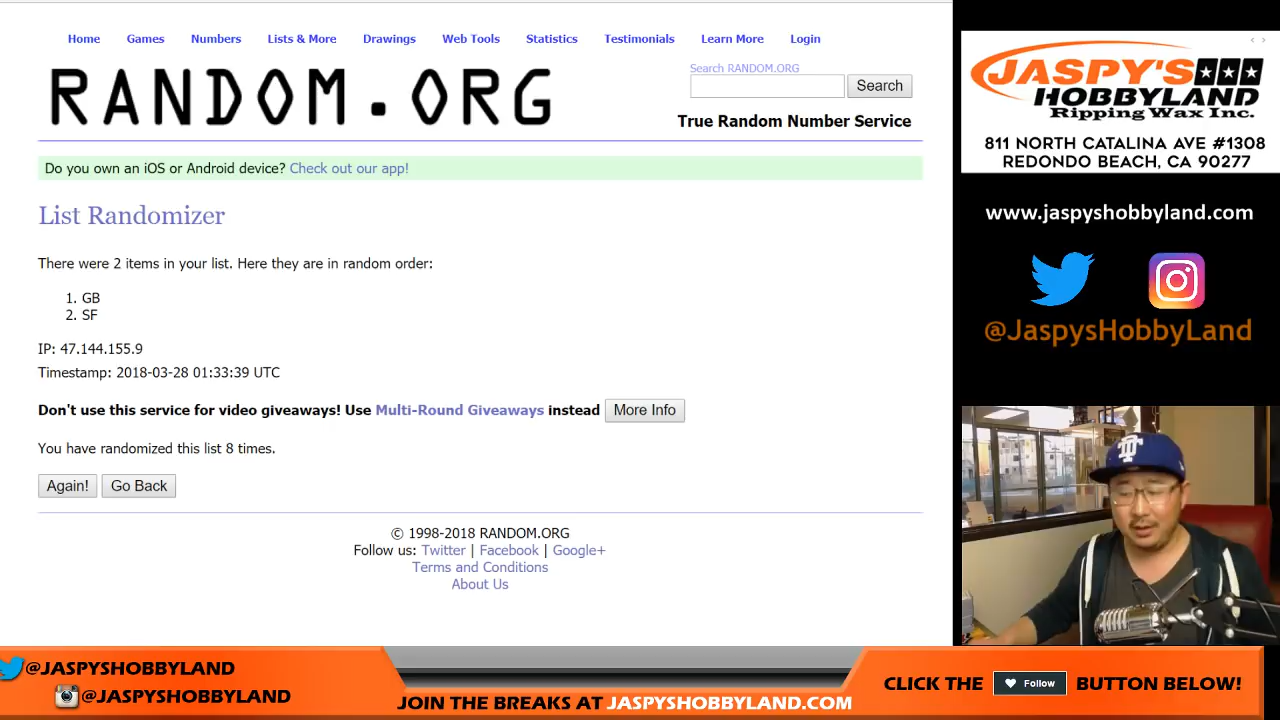 Home Games Numbers Lists & More Drawings Web Tools Statistics Testimonials Learn More Login
RANDOM.ORG
Search RANDOM.ORG
Search
True Random Number Service
Do you own an iOS or Android device? Check out our app!
List Randomizer
There were 2 items in your list. Here they are in random order:
1. GB
2. SF
IP: 47.144.155.9
Timestamp: 2018-03-28 01:33:39 UTC
Don't use this service for video giveaways! Use Multi-Round Giveaways instead More Info
You have randomized this list 8 times.
Again! Go Back
© 1998-2018 RANDOM.ORG
Follow us: Twitter | Facebook | Google+
Terms and Conditions
About Us
JASPY'S
HOBBYLAND
Ripping Wax Inc.
811 NORTH CATALINA AVE #1308
REDONDO BEACH, CA 90277
www.jaspyshobbyland.com
@JaspysHobbyLand
@JASPYSHOBBYLAND
@JASPYSHOBBYLAND
JOIN THE BREAKS AT JASPYSHOBBYLAND.COM
CLICK THE Follow BUTTON BELOW!